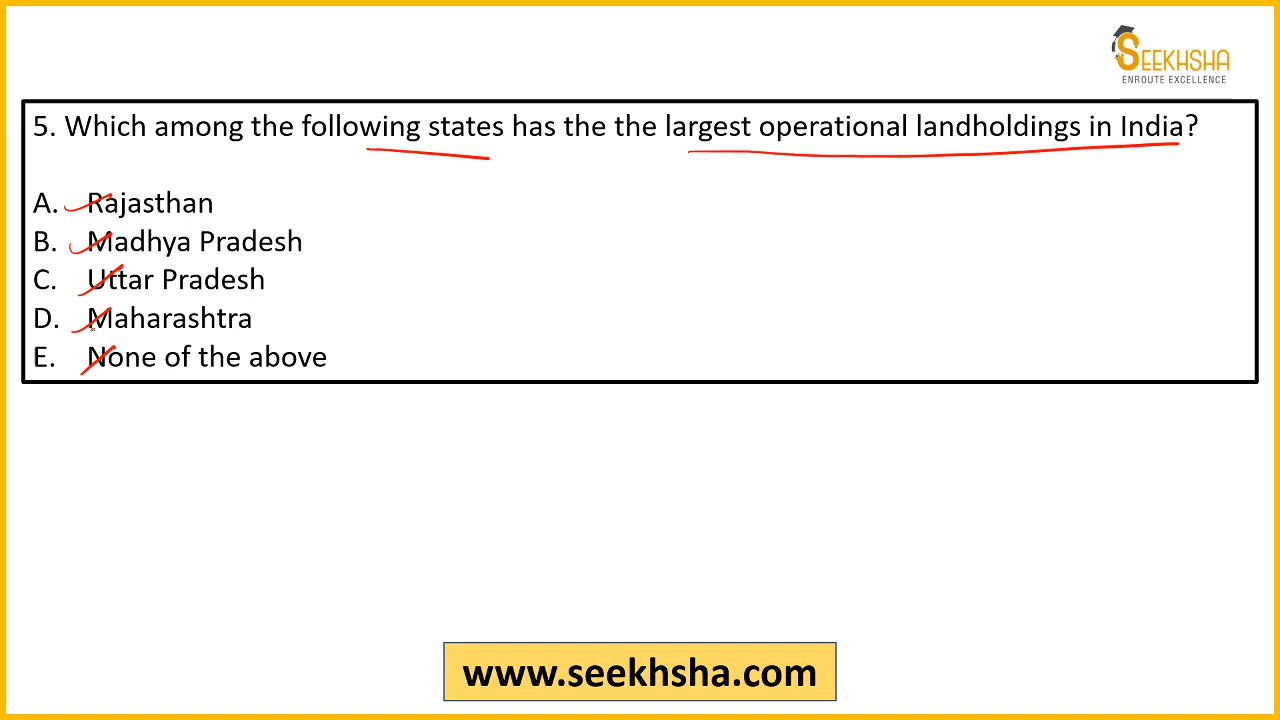 SEEKHSHA
ENROUTE EXCELLENCE
5. Which among the following states has the the largest operational landholdings in India?
A. Rajasthan
B. Madhya Pradesh
C. Uttar Pradesh
D. Maharashtra
E. None of the above
www.seekhsha.com